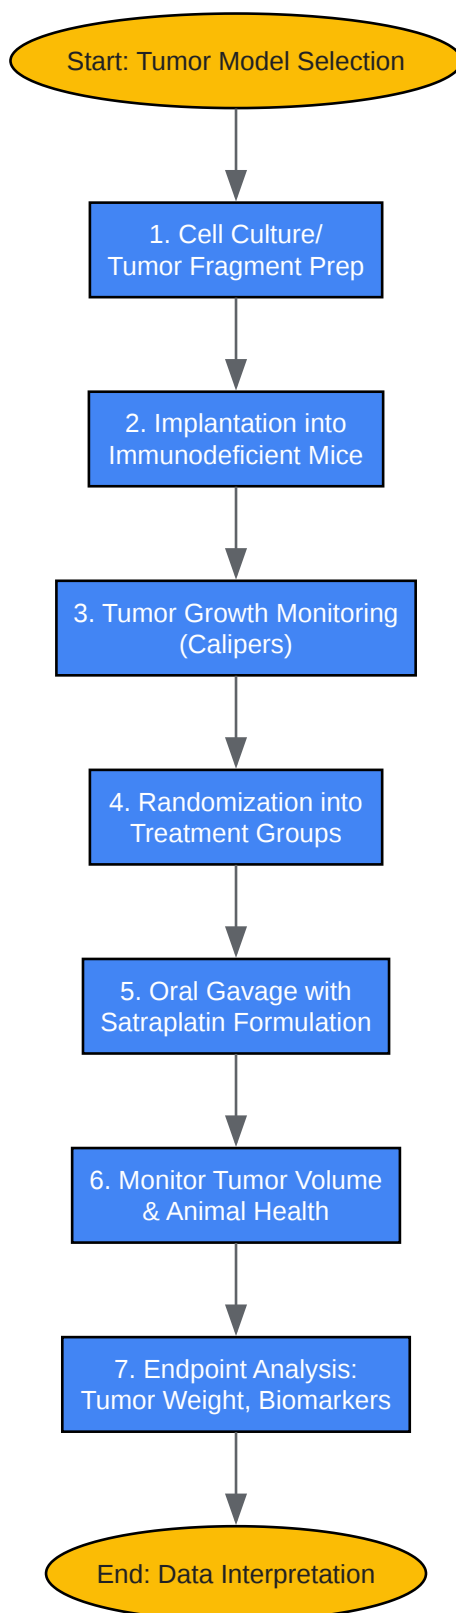 Start: Tumor Model Selection
1. Cell Culture/
Tumor Fragment Prep
2. Implantation into
Immunodeficient Mice
3. Tumor Growth Monitoring
(Calipers)
4. Randomization into
Treatment Groups
5. Oral Gavage with
Satraplatin Formulation
6. Monitor Tumor Volume
& Animal Health
7. Endpoint Analysis:
Tumor Weight, Biomarkers
End: Data Interpretation